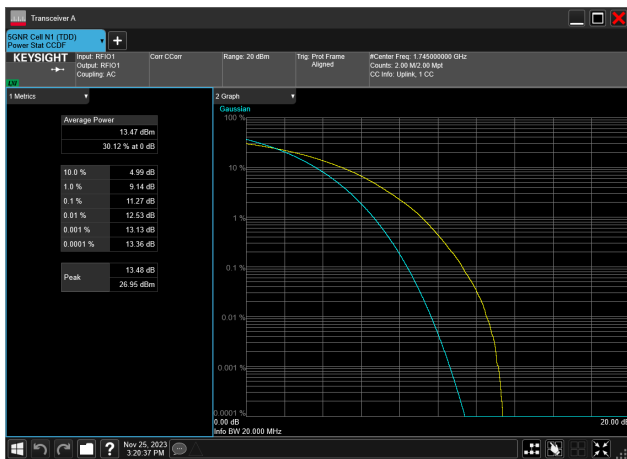 Transceiver A
5GNR Cell N1 (TDD)
Power Stat CCDF
KEYSIGHT
LXI
Input: RFIO1
Output: RFIO1
Coupling: AC
Corr CCorr
Range: 20 dBm
Trig: Prot Frame
Aligned
#Center Freq: 1.745000000 GHz
Counts: 2.00 M/2.00 Mpt
CC Info: Uplink, 1 CC
1 Metrics
Average Power
13.47 dBm
30.12 % at 0 dB
10.0 % 4.99 dB
1.0 % 9.14 dB
0.1 % 11.27 dB
0.01 % 12.53 dB
0.001 % 13.13 dB
0.0001 % 13.36 dB
Peak
13.48 dB
26.95 dBm
2 Graph
Gaussian
100 %
10 %
1 %
0.1 %
0.01 %
0.001 %
0.0001 %
0.00 dB 20.00 dB
Info BW 20.000 MHz
Nov 25, 2023
3:20:37 PM